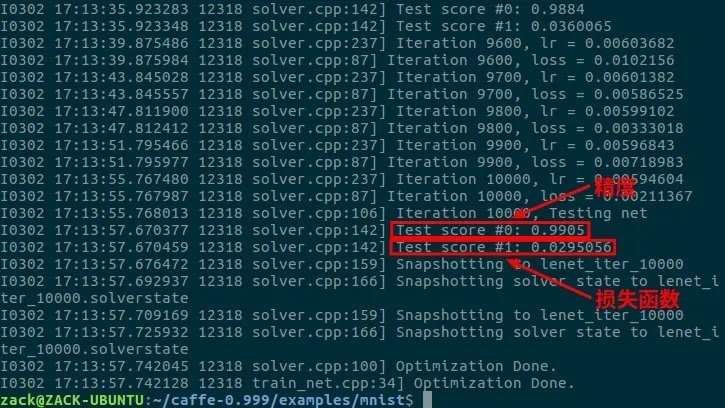 I0302 17:13:35.923283 12318 solver.cpp:142] Test score #0: 0.9884
I0302 17:13:35.923348 12318 solver.cpp:142] Test score #1: 0.0360065
I0302 17:13:39.875486 12318 solver.cpp:237] Iteration 9600, lr = 0.00603682
I0302 17:13:39.875984 12318 solver.cpp:87] Iteration 9600, loss = 0.0102156
I0302 17:13:43.845028 12318 solver.cpp:237] Iteration 9700, lr = 0.00601382
I0302 17:13:43.845557 12318 solver.cpp:87] Iteration 9700, loss = 0.00586525
I0302 17:13:47.811900 12318 solver.cpp:237] Iteration 9800, lr = 0.00599102
I0302 17:13:47.812412 12318 solver.cpp:87] Iteration 9800, loss = 0.00333018
I0302 17:13:51.795466 12318 solver.cpp:237] Iteration 9900, lr = 0.00596843
I0302 17:13:51.795977 12318 solver.cpp:87] Iteration 9900, loss = 0.00718983
I0302 17:13:55.767480 12318 solver.cpp:237] Iteration 10000, lr = 0.00594604
I0302 17:13:55.767987 12318 solver.cpp:87] Iteration 10000, loss = 0.00211367
精度
I0302 17:13:55.768013 12318 solver.cpp:106] Iteration 10000, Testing net
I0302 17:13:57.670377 12318 solver.cpp:142] Test score #0: 0.9905
I0302 17:13:57.670459 12318 solver.cpp:142] Test score #1: 0.0295056
I0302 17:13:57.676472 12318 solver.cpp:159] Snapshotting to lenet_iter_10000
I0302 17:13:57.692937 12318 solver.cpp:166] Snapshotting solver state to lenet_i
ter_10000.solverstate
损失函数
I0302 17:13:57.709169 12318 solver.cpp:159] Snapshotting to lenet_iter_10000
I0302 17:13:57.725932 12318 solver.cpp:166] Snapshotting solver state to lenet_i
ter_10000.solverstate
I0302 17:13:57.742045 12318 solver.cpp:100] Optimization Done.
I0302 17:13:57.742128 12318 train_net.cpp:34] Optimization Done.
zack@ZACK-UBUNTU:~/caffe-0.999/examples/mnist$